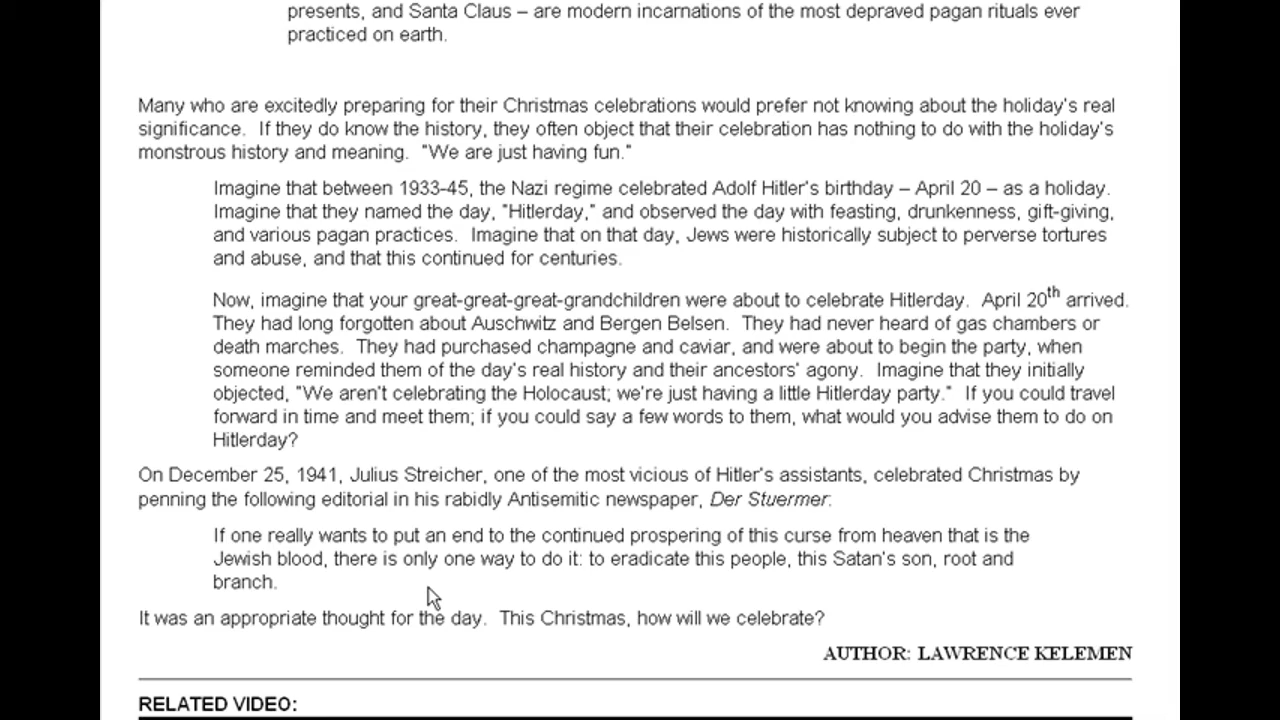 presents, and Santa Claus – are modern incarnations of the most depraved pagan rituals ever
practiced on earth.
Many who are excitedly preparing for their Christmas celebrations would prefer not knowing about the holiday's real
significance.  If they do know the history, they often object that their celebration has nothing to do with the holiday's
monstrous history and meaning.  "We are just having fun."
Imagine that between 1933-45, the Nazi regime celebrated Adolf Hitler's birthday – April 20 – as a holiday.
Imagine that they named the day, "Hitlerday," and observed the day with feasting, drunkenness, gift-giving,
and various pagan practices.  Imagine that on that day, Jews were historically subject to perverse tortures
and abuse, and that this continued for centuries.
Now, imagine that your great-great-great-grandchildren were about to celebrate Hitlerday.  April 20th arrived.
They had long forgotten about Auschwitz and Bergen Belsen.  They had never heard of gas chambers or
death marches.  They had purchased champagne and caviar, and were about to begin the party, when
someone reminded them of the day's real history and their ancestors' agony.  Imagine that they initially
objected, "We aren't celebrating the Holocaust; we're just having a little Hitlerday party."  If you could travel
forward in time and meet them; if you could say a few words to them, what would you advise them to do on
Hitlerday?
On December 25, 1941, Julius Streicher, one of the most vicious of Hitler's assistants, celebrated Christmas by
penning the following editorial in his rabidly Antisemitic newspaper, Der Stuermer:
If one really wants to put an end to the continued prospering of this curse from heaven that is the
Jewish blood, there is only one way to do it: to eradicate this people, this Satan's son, root and
branch.
It was an appropriate thought for the day.  This Christmas, how will we celebrate?
AUTHOR: LAWRENCE KELEMEN
RELATED VIDEO: